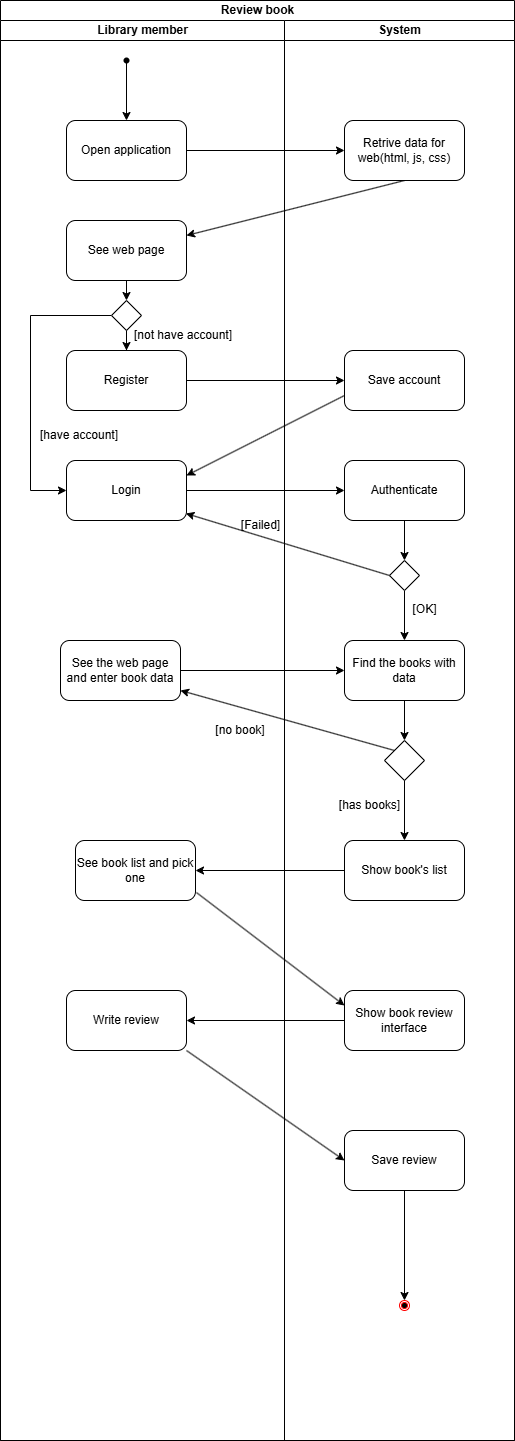 Review book
Library member
System
Open application
Retrive data for
web(html, js, css)
See web page
[not have account]
Register
Save account
[have account]
Login
Authenticate
[Failed]
[OK]
See the web page
and enter book data
Find the books with
data
[no book]
[has books]
See book list and pick
one
Show book's list
Write review
Show book review
interface
Save review